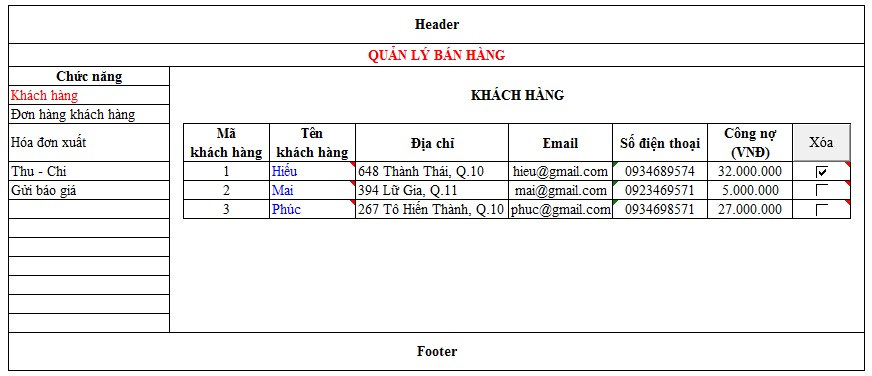 Header
QUẢN LÝ BÁN HÀNG
Chức năng
Khách hàng
Đơn hàng khách hàng
Hóa đơn xuất
Thu - Chi
Gửi báo giá
KHÁCH HÀNG
Mã khách hàng Tên khách hàng Địa chỉ Email Số điện thoại Công nợ (VNĐ) Xóa
1 Hiếu 648 Thành Thái, Q.10 hieu@gmail.com 0934689574 32.000.000
2 Mai 394 Lữ Gia, Q.11 mai@gmail.com 0923469571 5.000.000
3 Phúc 267 Tô Hiến Thành, Q.10 phuc@gmail.com 0934698571 27.000.000
Footer